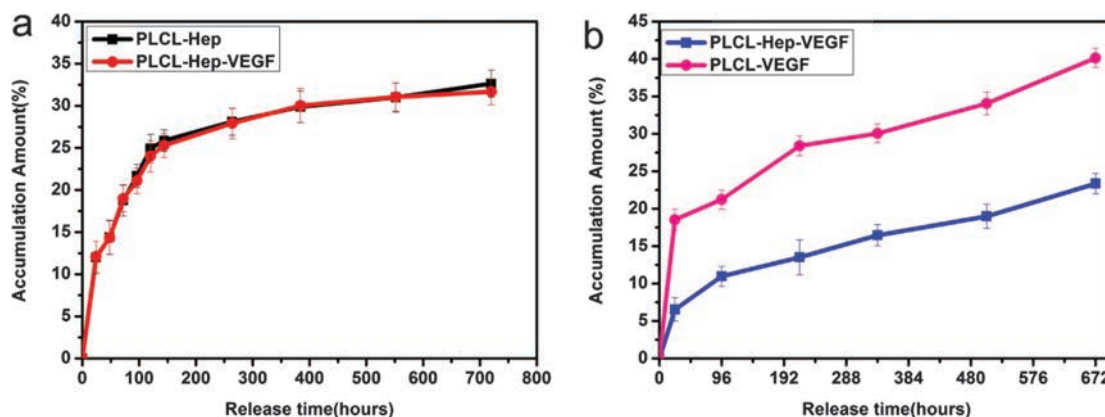 a
PLCL-Hep
PLCL-Hep-VEGF
Accumulation Amount(%)
40
35
30
25
20
15
10
5
0
0 100 200 300 400 500 600 700 800
Release time(hours)
b
PLCL-Hep-VEGF
PLCL-VEGF
Accumulation Amount (%)
45
40
35
30
25
20
15
10
5
0
0 96 192 288 384 480 576 672
Release time(hours)